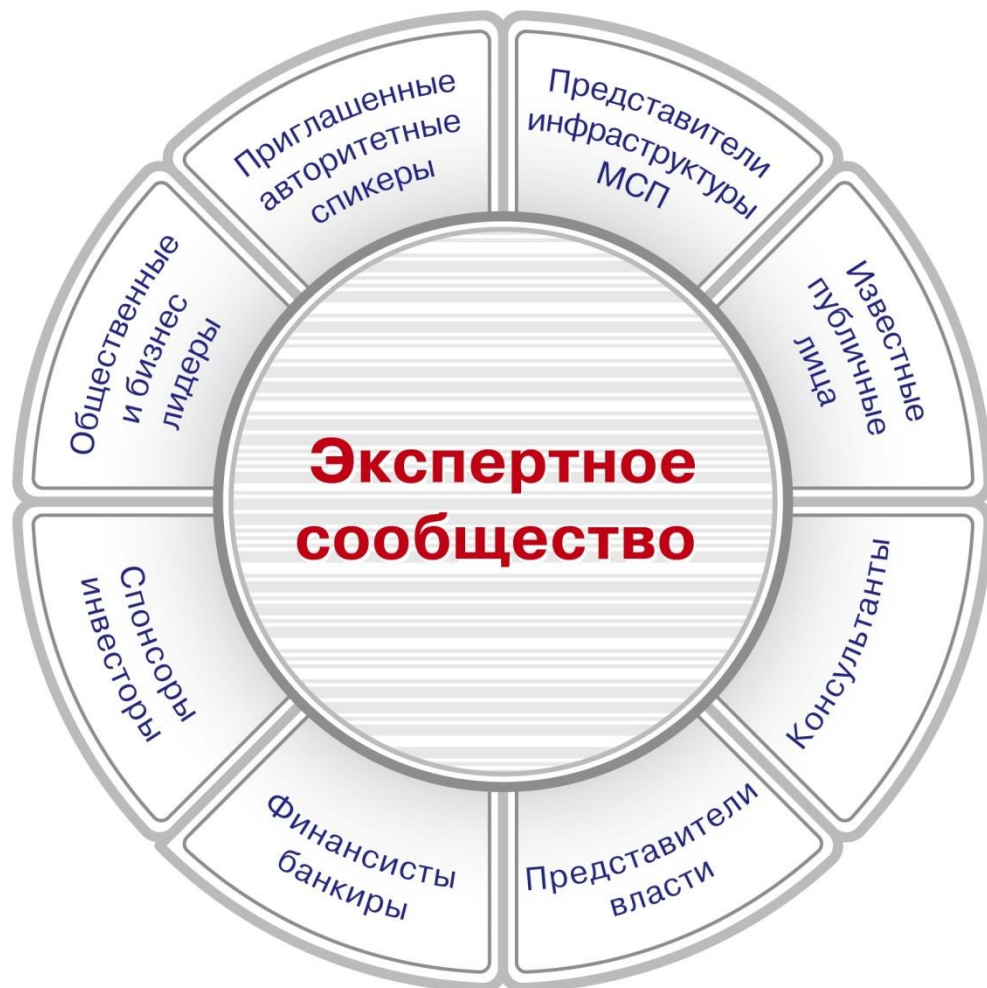 Приглашенные
авторитетные
спикеры
Представители
инфраструктуры
МСП
Известные
публичные
лица
Консультанты
Представители
власти
Финансисты
банкиры
Спонсоры
инвесторы
Общественные
и бизнес
лидеры
Экспертное
сообщество